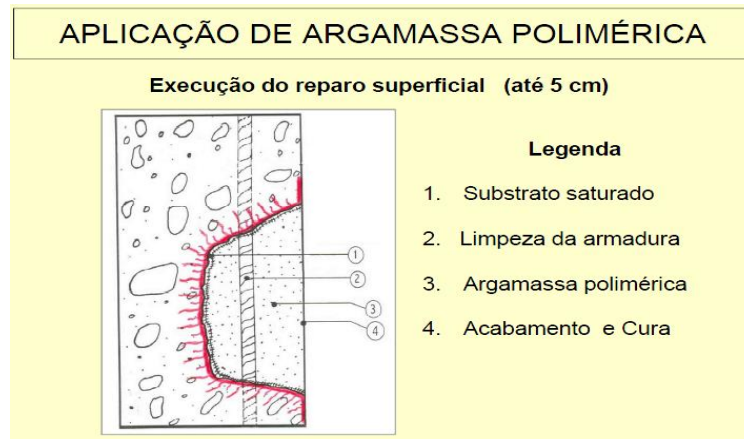 APLICAÇÃO DE ARGAMASSA POLIMÉRICA
Execução do reparo superficial (até 5 cm)
Legenda
1. Substrato saturado
2. Limpeza da armadura
3. Argamassa polimérica
4. Acabamento e Cura
1
2
3
4